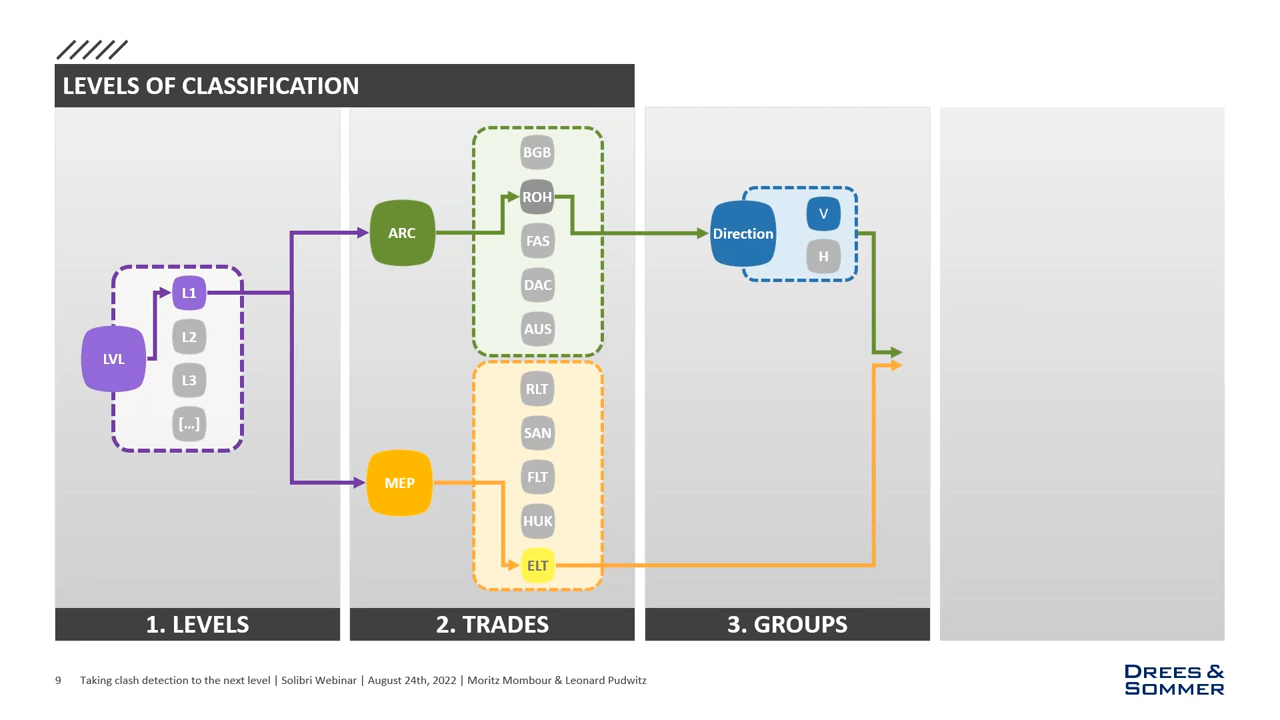 LEVELS OF CLASSIFICATION
LVL
L1
L2
L3
[...]
1. LEVELS
ARC
MEP
BGB
ROH
FAS
DAC
AUS
RLT
SAN
FLT
HUK
ELT
2. TRADES
Direction
V
H
3. GROUPS
9 Taking clash detection to the next level | Solibri Webinar | August 24th, 2022 | Moritz Mombour & Leonard Pudwitz
DREES &
SOMMER